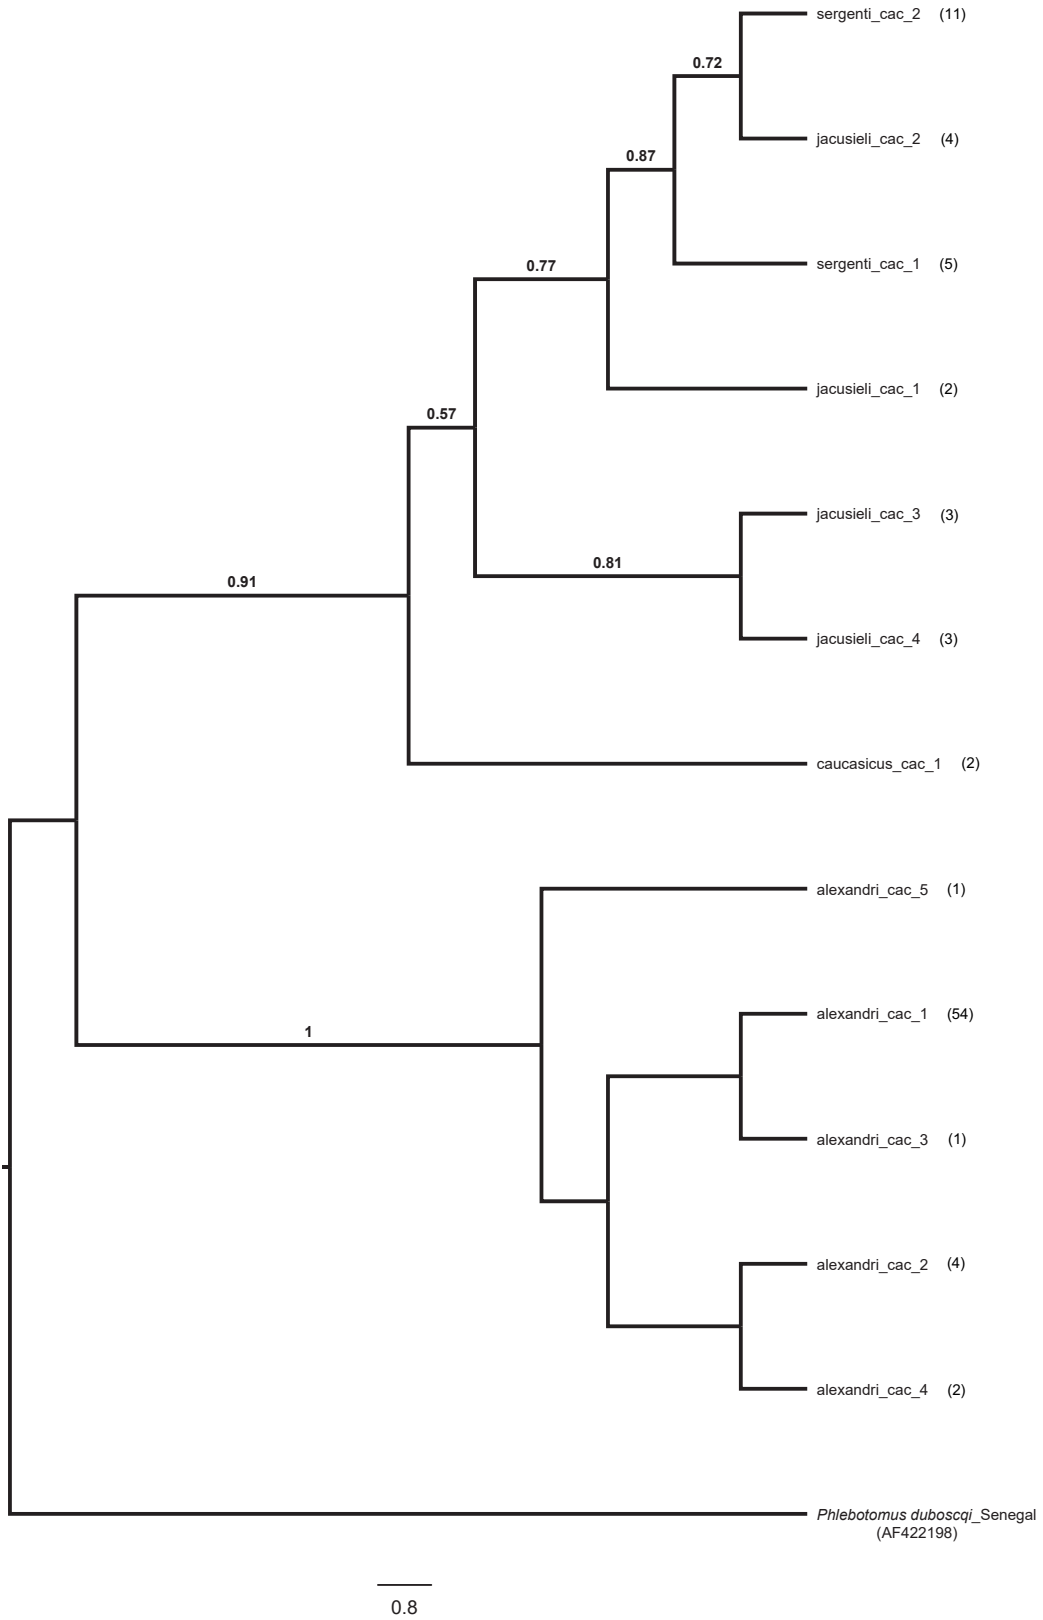 sergenti_cac_2 (11)
0.72
jacusieli_cac_2 (4)
0.87
sergenti_cac_1 (5)
0.77
jacusieli_cac_1 (2)
0.57
jacusieli_cac_3 (3)
0.81
0.91
jacusieli_cac_4 (3)
caucasicus_cac_1 (2)
alexandri_cac_5 (1)
alexandri_cac_1 (54)
1
alexandri_cac_3 (1)
alexandri_cac_2 (4)
alexandri_cac_4 (2)
Phlebotomus duboscqi_Senegal
(AF422198)
0.8